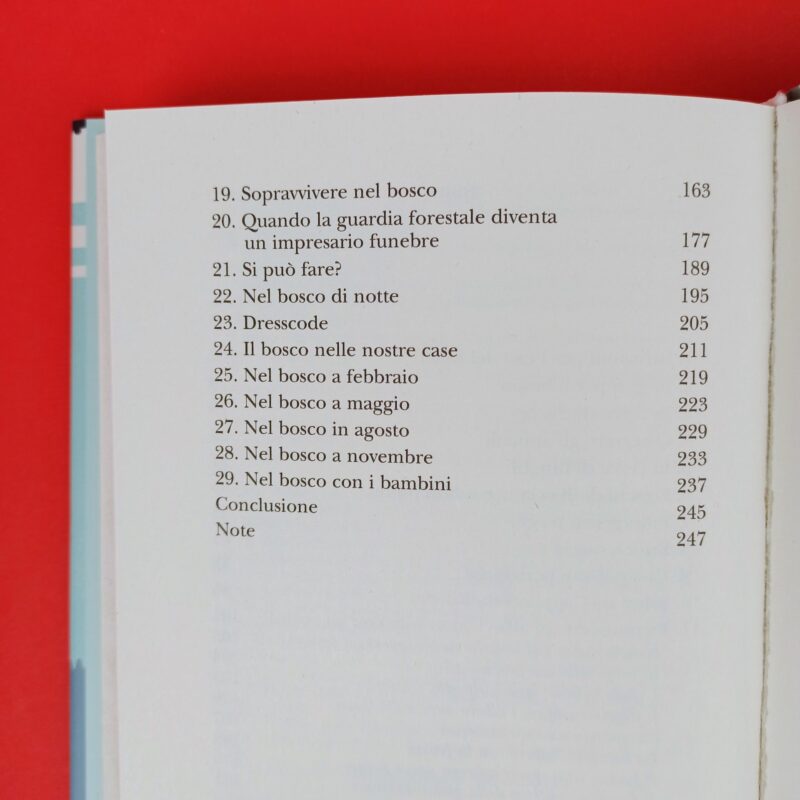 19. Sopravvivere nel bosco 163
20. Quando la guardia forestale diventa
un impresario funebre 177
21. Si può fare? 189
22. Nel bosco di notte 195
23. Dresscode 205
24. Il bosco nelle nostre case 211
25. Nel bosco a febbraio 219
26. Nel bosco a maggio 223
27. Nel bosco in agosto 229
28. Nel bosco a novembre 233
29. Nel bosco con i bambini 237
Conclusione 245
Note 247